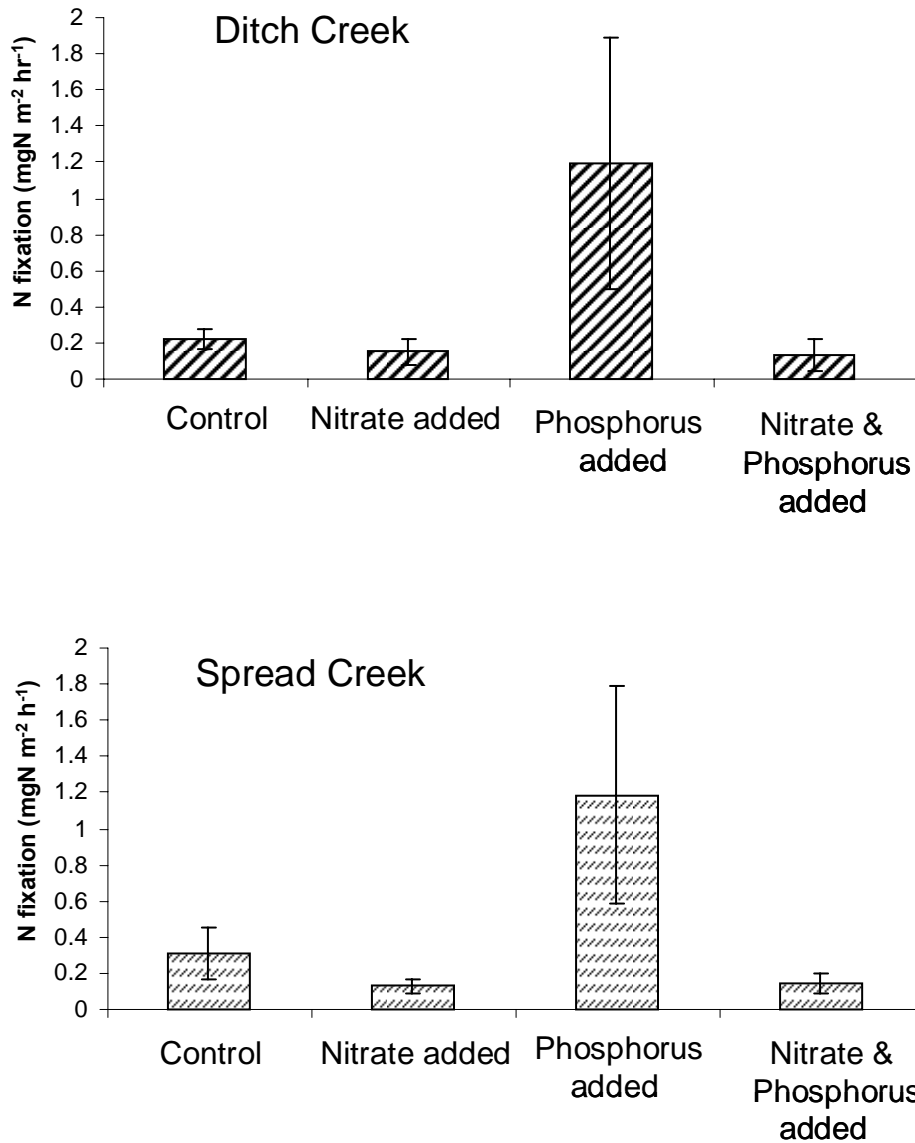 Ditch Creek
N fixation (mgN m-2 hr-1)
2
1.8
1.6
1.4
1.2
1
0.8
0.6
0.4
0.2
0
Control
Nitrate added
Phosphorus
added
Nitrate &
Phosphorus
added
Spread Creek
N fixation (mgN m-2 h-1)
2
1.8
1.6
1.4
1.2
1
0.8
0.6
0.4
0.2
0
Control
Nitrate added
Phosphorus
added
Nitrate &
Phosphorus
added